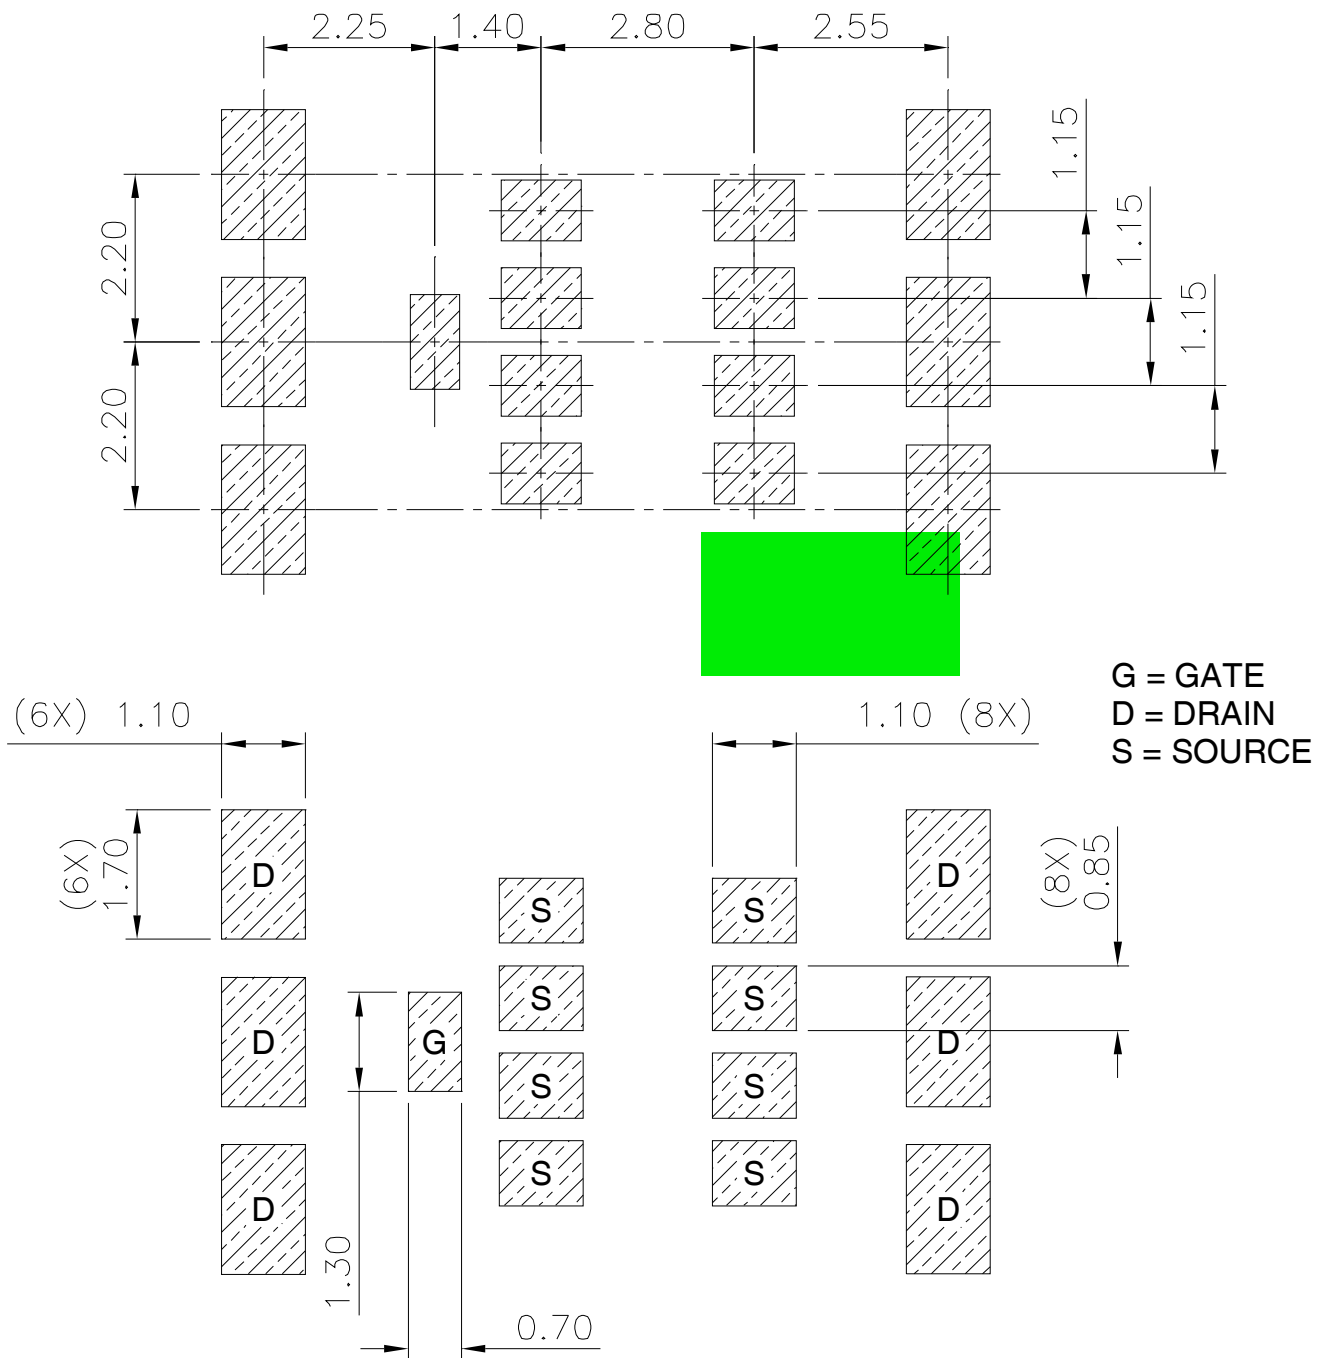 2.25 1.40 2.80 2.55
1.15
1.15
1.15
2.20
2.20
G = GATE
D = DRAIN
S = SOURCE
(6X) 1.10
1.10 (8X)
(6X)
1.70
(8X)
0.85
D
D
S
S
S
S
D
G
S
S
D
S
S
D
S
S
D
1.30
0.70